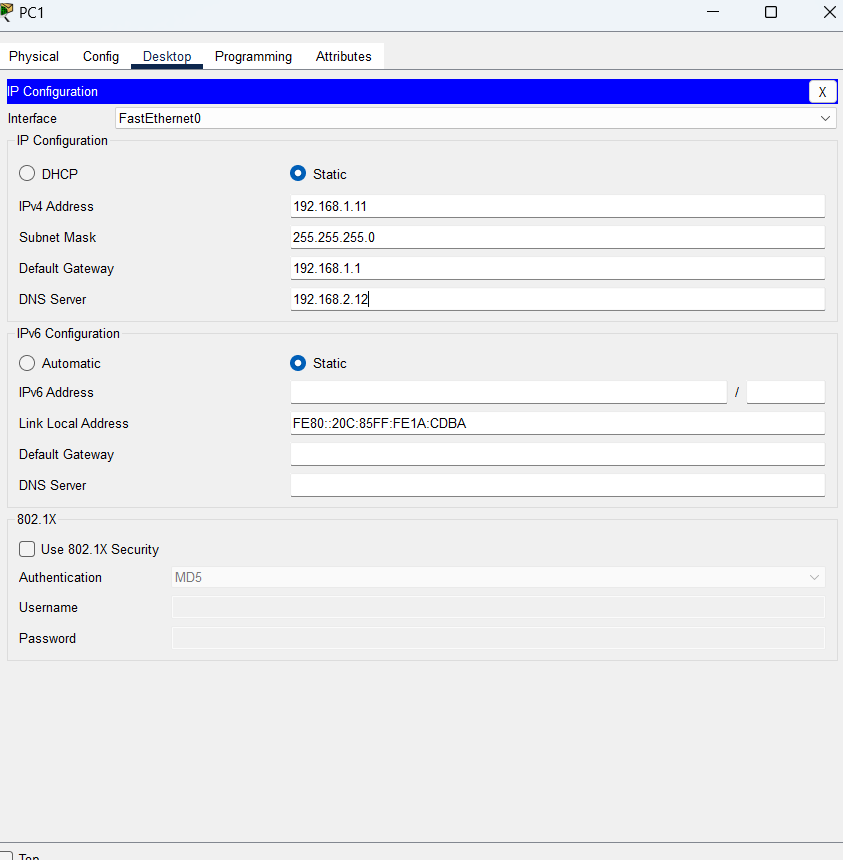 PC1
Physical Config Desktop Programming Attributes
IP Configuration X
Interface FastEthernet0
IP Configuration
DHCP Static
IPv4 Address 192.168.1.11
Subnet Mask 255.255.255.0
Default Gateway 192.168.1.1
DNS Server 192.168.2.12
IPv6 Configuration
Automatic Static
IPv6 Address /
Link Local Address FE80::20C:85FF:FE1A:CDBA
Default Gateway
DNS Server
802.1X
Use 802.1X Security
Authentication MD5
Username
Password
Top